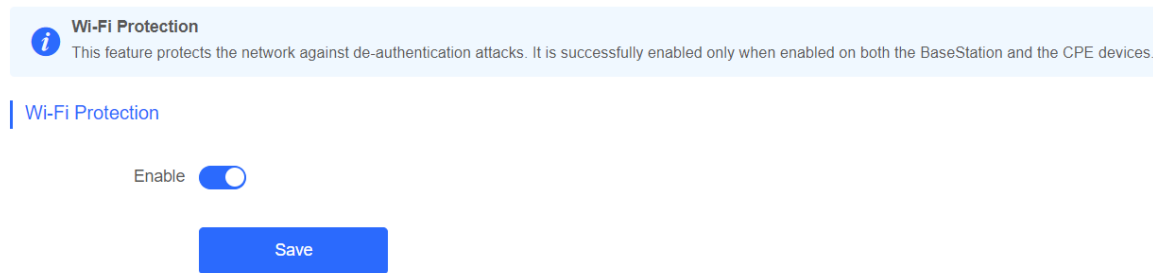 Wi-Fi Protection
This feature protects the network against de-authentication attacks. It is successfully enabled only when enabled on both the BaseStation and the CPE devices.
Wi-Fi Protection
Enable
Save